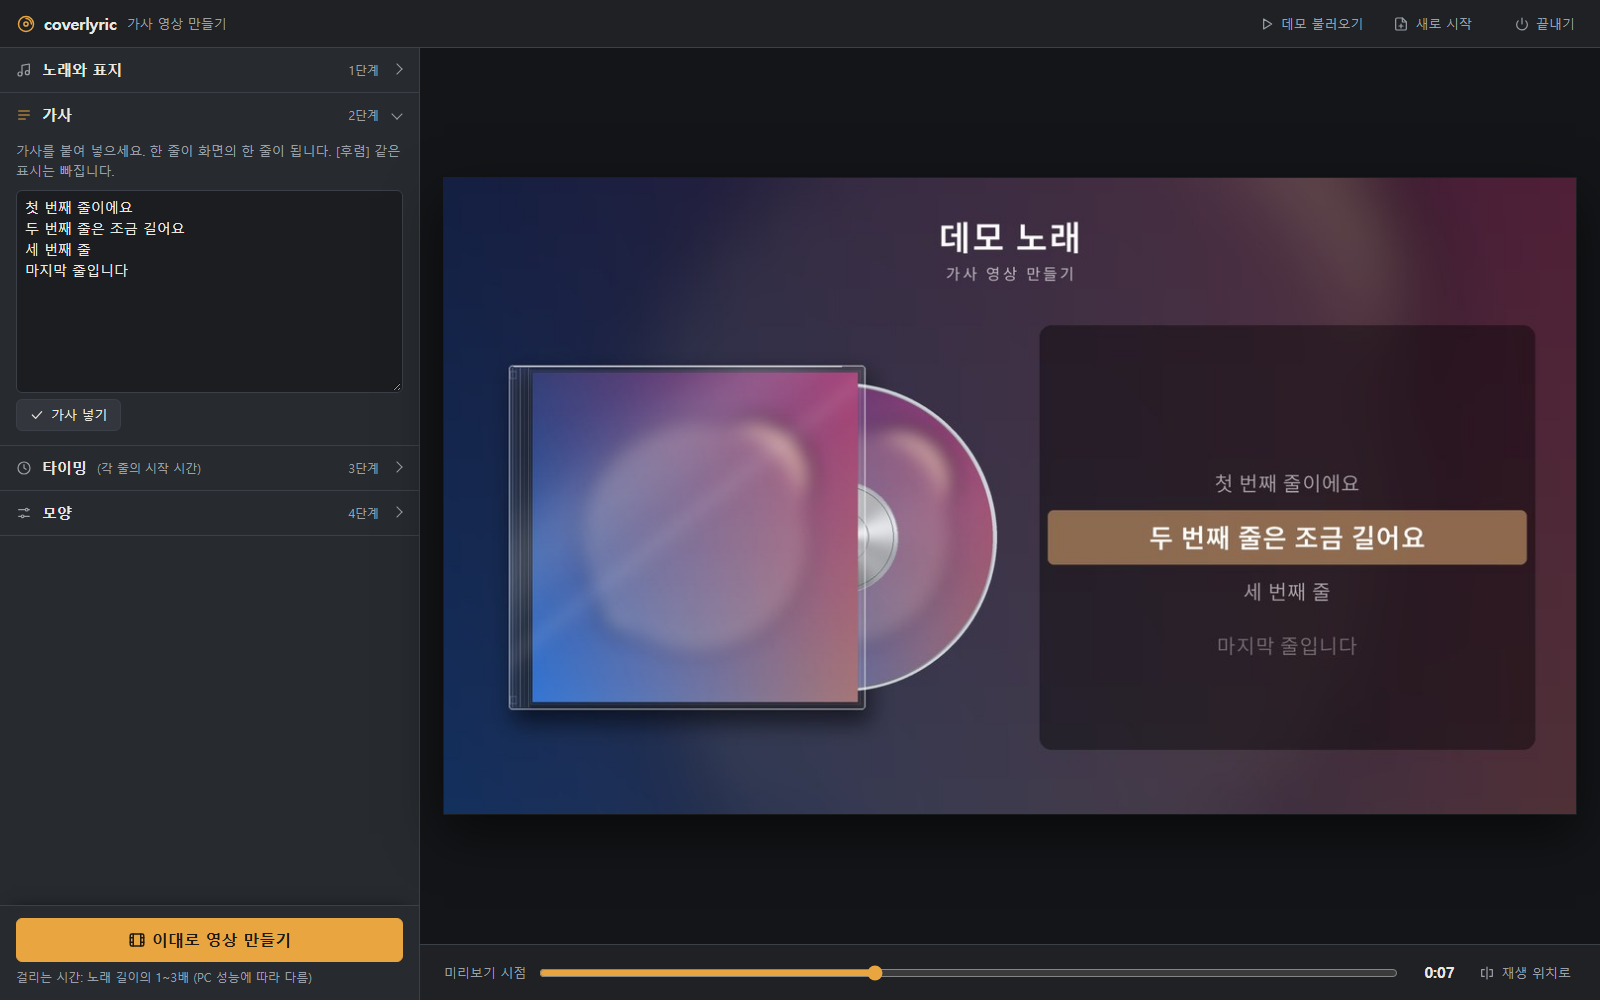 coverlyric 가사 영상 만들기
데모 불러오기 새로 시작 끝내기
노래와 표지 1단계
가사 2단계
가사를 붙여 넣으세요. 한 줄이 화면의 한 줄이 됩니다. [후렴] 같은
표시는 빠집니다.
첫 번째 줄이에요
두 번째 줄은 조금 길어요
세 번째 줄
마지막 줄입니다
가사 넣기
타이밍 (각 줄의 시작 시간) 3단계
모양 4단계
이대로 영상 만들기
걸리는 시간: 노래 길이의 1~3배 (PC 성능에 따라 다름)
데모 노래
가사 영상 만들기
첫 번째 줄이에요
두 번째 줄은 조금 길어요
세 번째 줄
마지막 줄입니다
미리보기 시점 0:07 재생 위치로